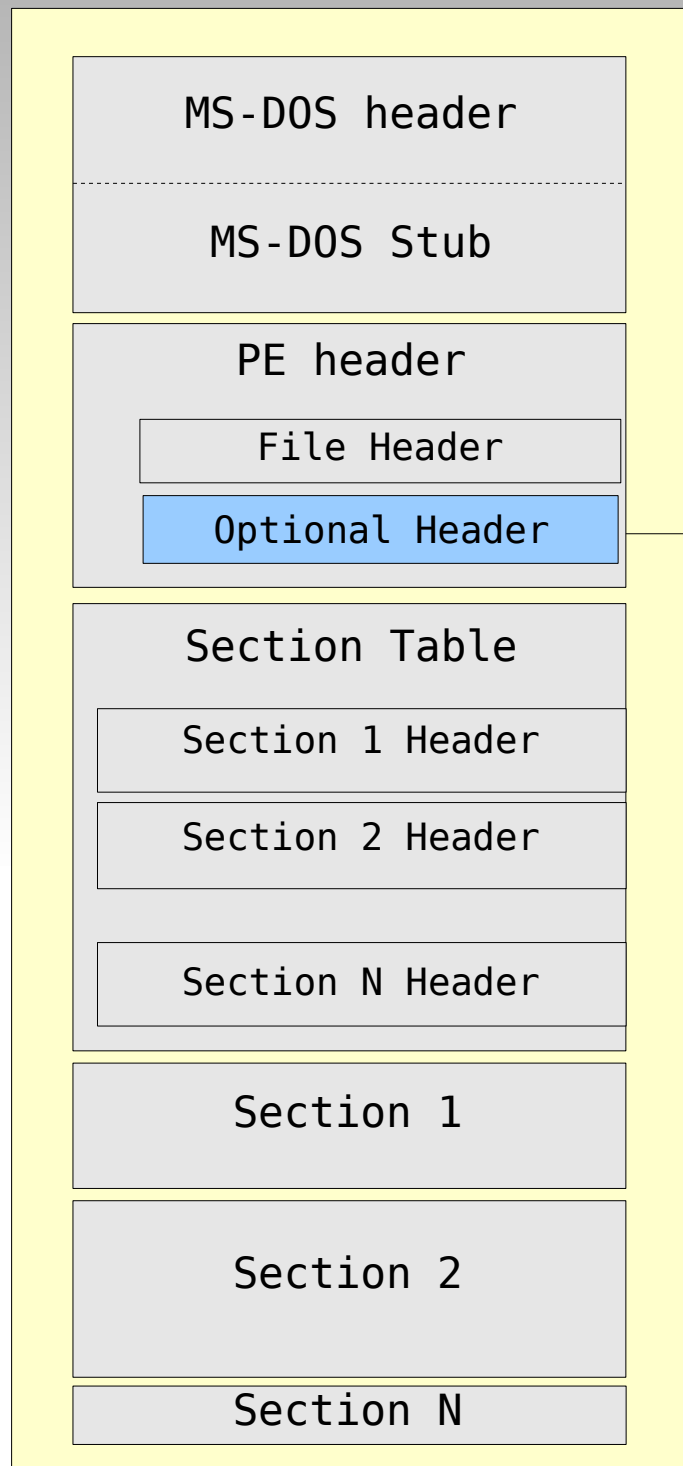 MS-DOS header
MS-DOS Stub
PE header
File Header
Optional Header
Section Table
Section 1 Header
Section 2 Header
Section N Header
Section 1
Section 2
Section N